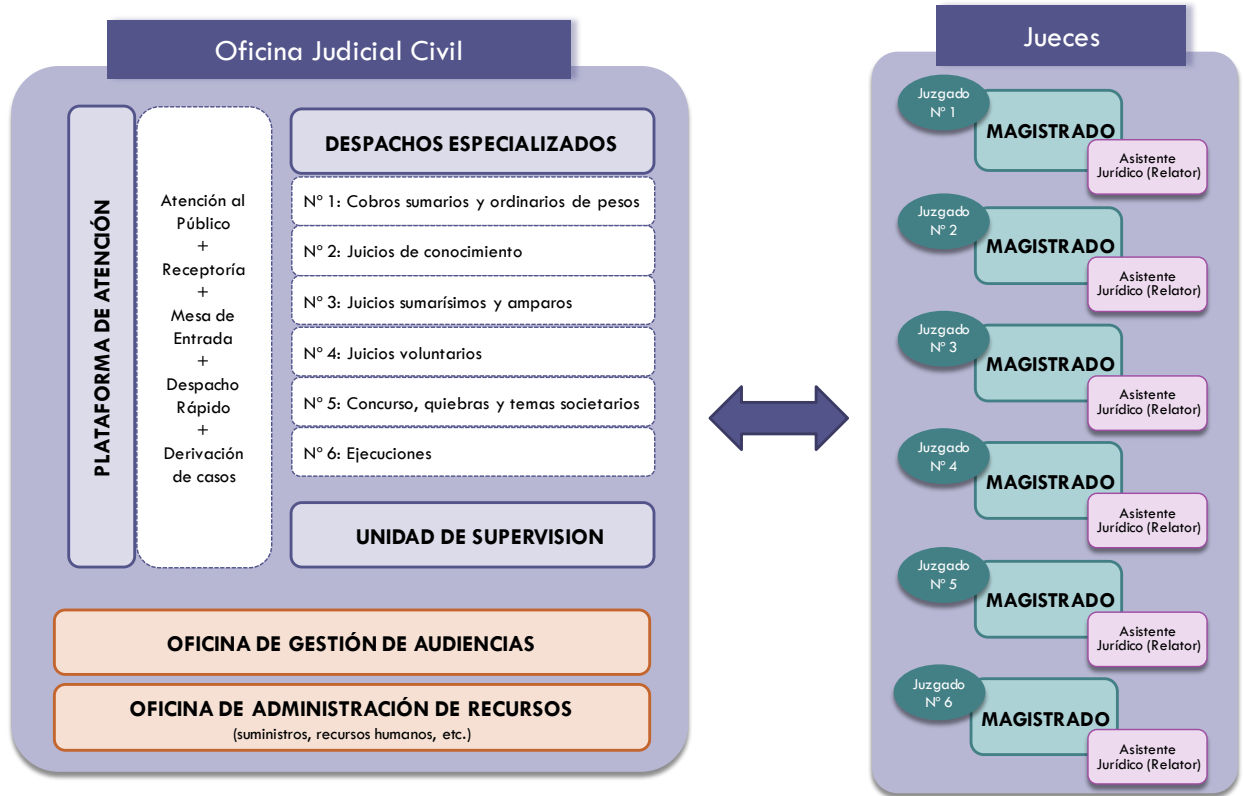 Oficina Judicial Civil
PLATAFORMA DE ATENCIÓN
Atención al
Público
+
Receptoría
+
Mesa de
Entrada
+
Despacho
Rápido
+
Derivación
de casos
DESPACHOS ESPECIALIZADOS
Nº 1: Cobros sumarios y ordinarios de pesos
Nº 2: Juicios de conocimiento
Nº 3: Juicios sumarísimos y amparos
Nº 4: Juicios voluntarios
Nº 5: Concurso, quiebras y temas societarios
Nº 6: Ejecuciones
UNIDAD DE SUPERVISION
OFICINA DE GESTIÓN DE AUDIENCIAS
OFICINA DE ADMINISTRACIÓN DE RECURSOS
(suministros, recursos humanos, etc.)
Jueces
Juzgado
Nº 1
MAGISTRADO
Asistente
Jurídico (Relator)
Juzgado
Nº 2
MAGISTRADO
Asistente
Jurídico (Relator)
Juzgado
Nº 3
MAGISTRADO
Asistente
Jurídico (Relator)
Juzgado
Nº 4
MAGISTRADO
Asistente
Jurídico (Relator)
Juzgado
Nº 5
MAGISTRADO
Asistente
Jurídico (Relator)
Juzgado
Nº 6
MAGISTRADO
Asistente
Jurídico (Relator)